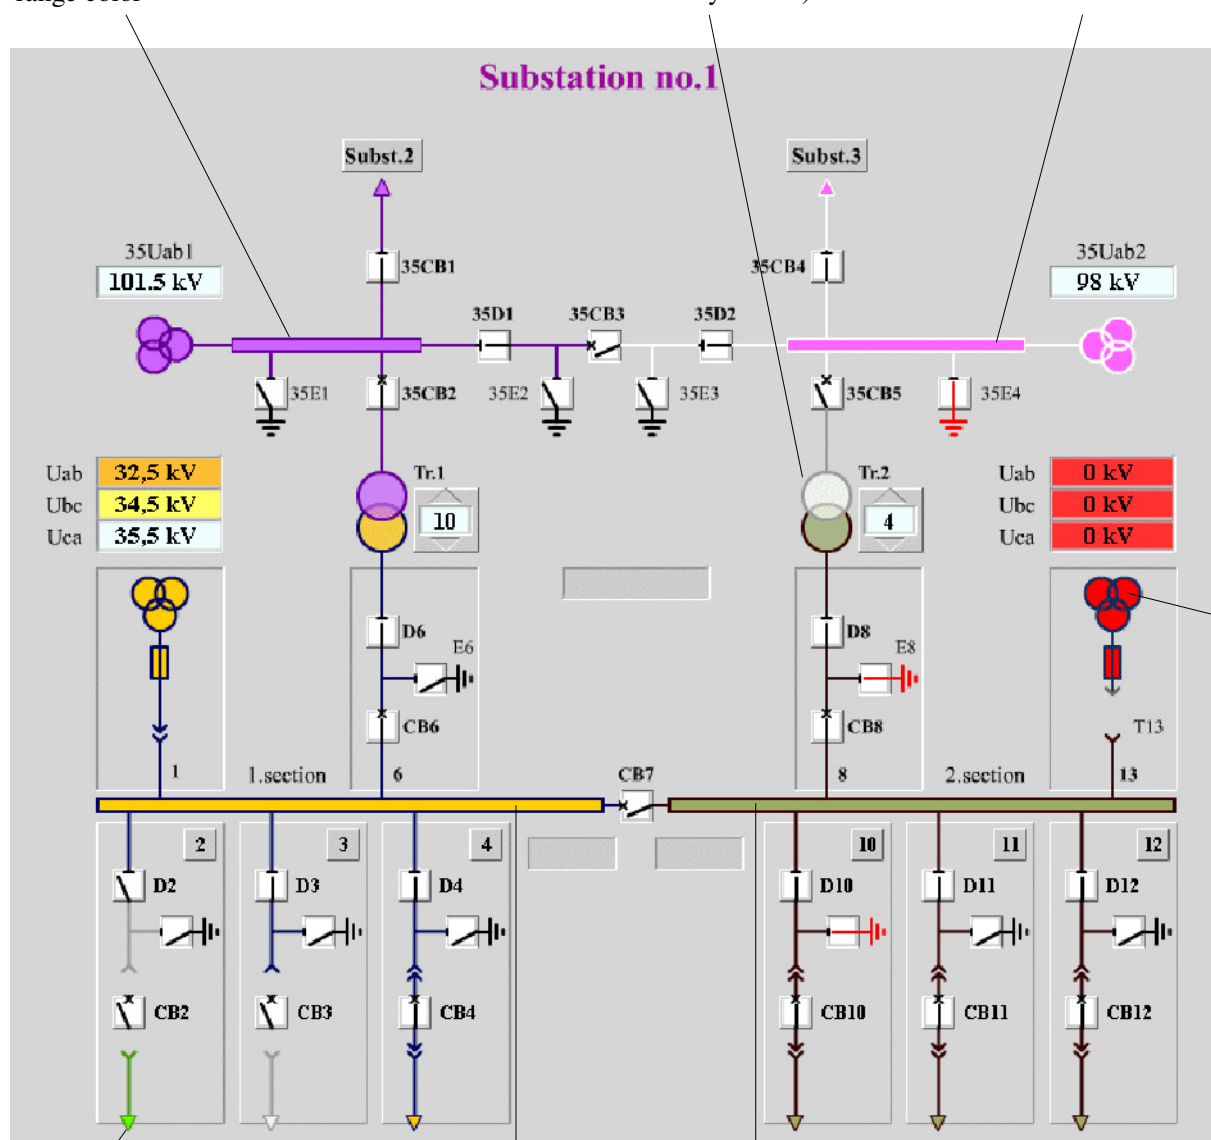 range color
Substation no.1
Subst.2
Subst.3
35Uab1
101.5 kV
35CB1
35CB4
35Uab2
98 kV
35D1
35CB3
35D2
35E1
35CB2
35E2
35E3
35CB5
35E4
Uab 32,5 kV
Ubc 34,5 kV
Uca 35,5 kV
Tr.1
10
Tr.2
4
Uab 0 kV
Ubc 0 kV
Uca 0 kV
D6
E6
CB6
D8
E8
CB8
T13
1
1.section
6
CB7
8
2.section
13
2
3
4
10
11
12
D2
D3
D4
D10
D11
D12
CB2
CB3
CB4
CB10
CB11
CB12